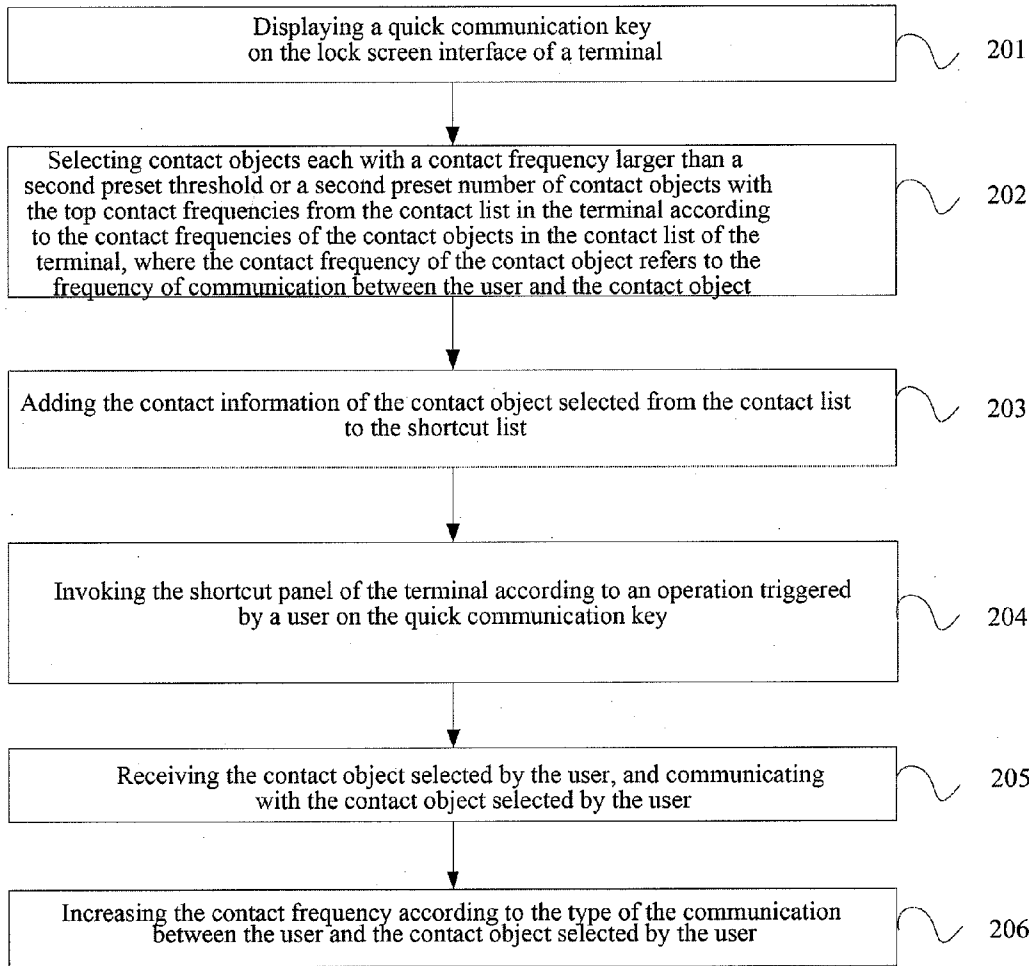 Displaying a quick communication key
on the lock screen interface of a terminal
201
Selecting contact objects each with a contact frequency larger than a
second preset threshold or a second preset number of contact objects with
the top contact frequencies from the contact list in the terminal according
to the contact frequencies of the contact objects in the contact list of the
terminal, where the contact frequency of the contact object refers to the
frequency of communication between the user and the contact object
202
Adding the contact information of the contact object selected from the contact list
to the shortcut list
203
Invoking the shortcut panel of the terminal according to an operation triggered
by a user on the quick communication key
204
Receiving the contact object selected by the user, and communicating
with the contact object selected by the user
205
Increasing the contact frequency according to the type of the communication
between the user and the contact object selected by the user
206